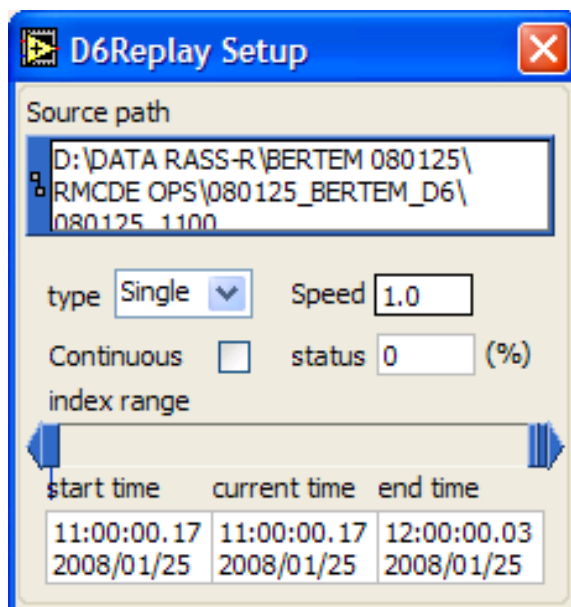 D6Replay Setup
Source path
D:\DATA RASS-R\BERTEM 080125\
RMCDE OPS\080125_BERTEM_D6\
080125_1100
type Single Speed 1.0
Continuous status 0 (%)
index range
start time current time end time
11:00:00.17 11:00:00.17 12:00:00.03
2008/01/25 2008/01/25 2008/01/25